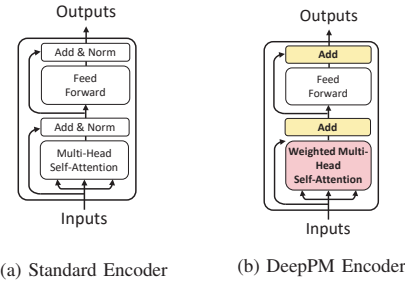 Outputs
Add & Norm
Feed
Forward
Add & Norm
Multi-Head
Self-Attention
Inputs
(a) Standard Encoder
Outputs
Add
Feed
Forward
Add
Weighted Multi-
Head
Self-Attention
Inputs
(b) DeepPM Encoder